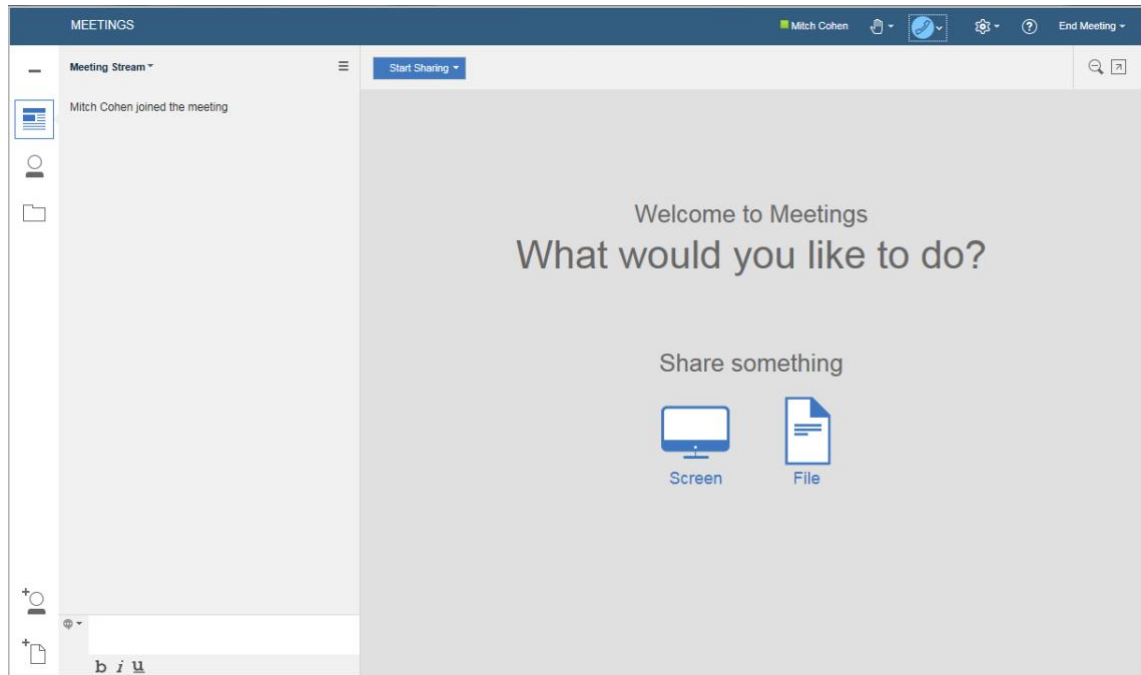 MEETINGS
Mitch Cohen
End Meeting
Meeting Stream
Start Sharing
Mitch Cohen joined the meeting
Welcome to Meetings
What would you like to do?
Share something
Screen
File
b i u